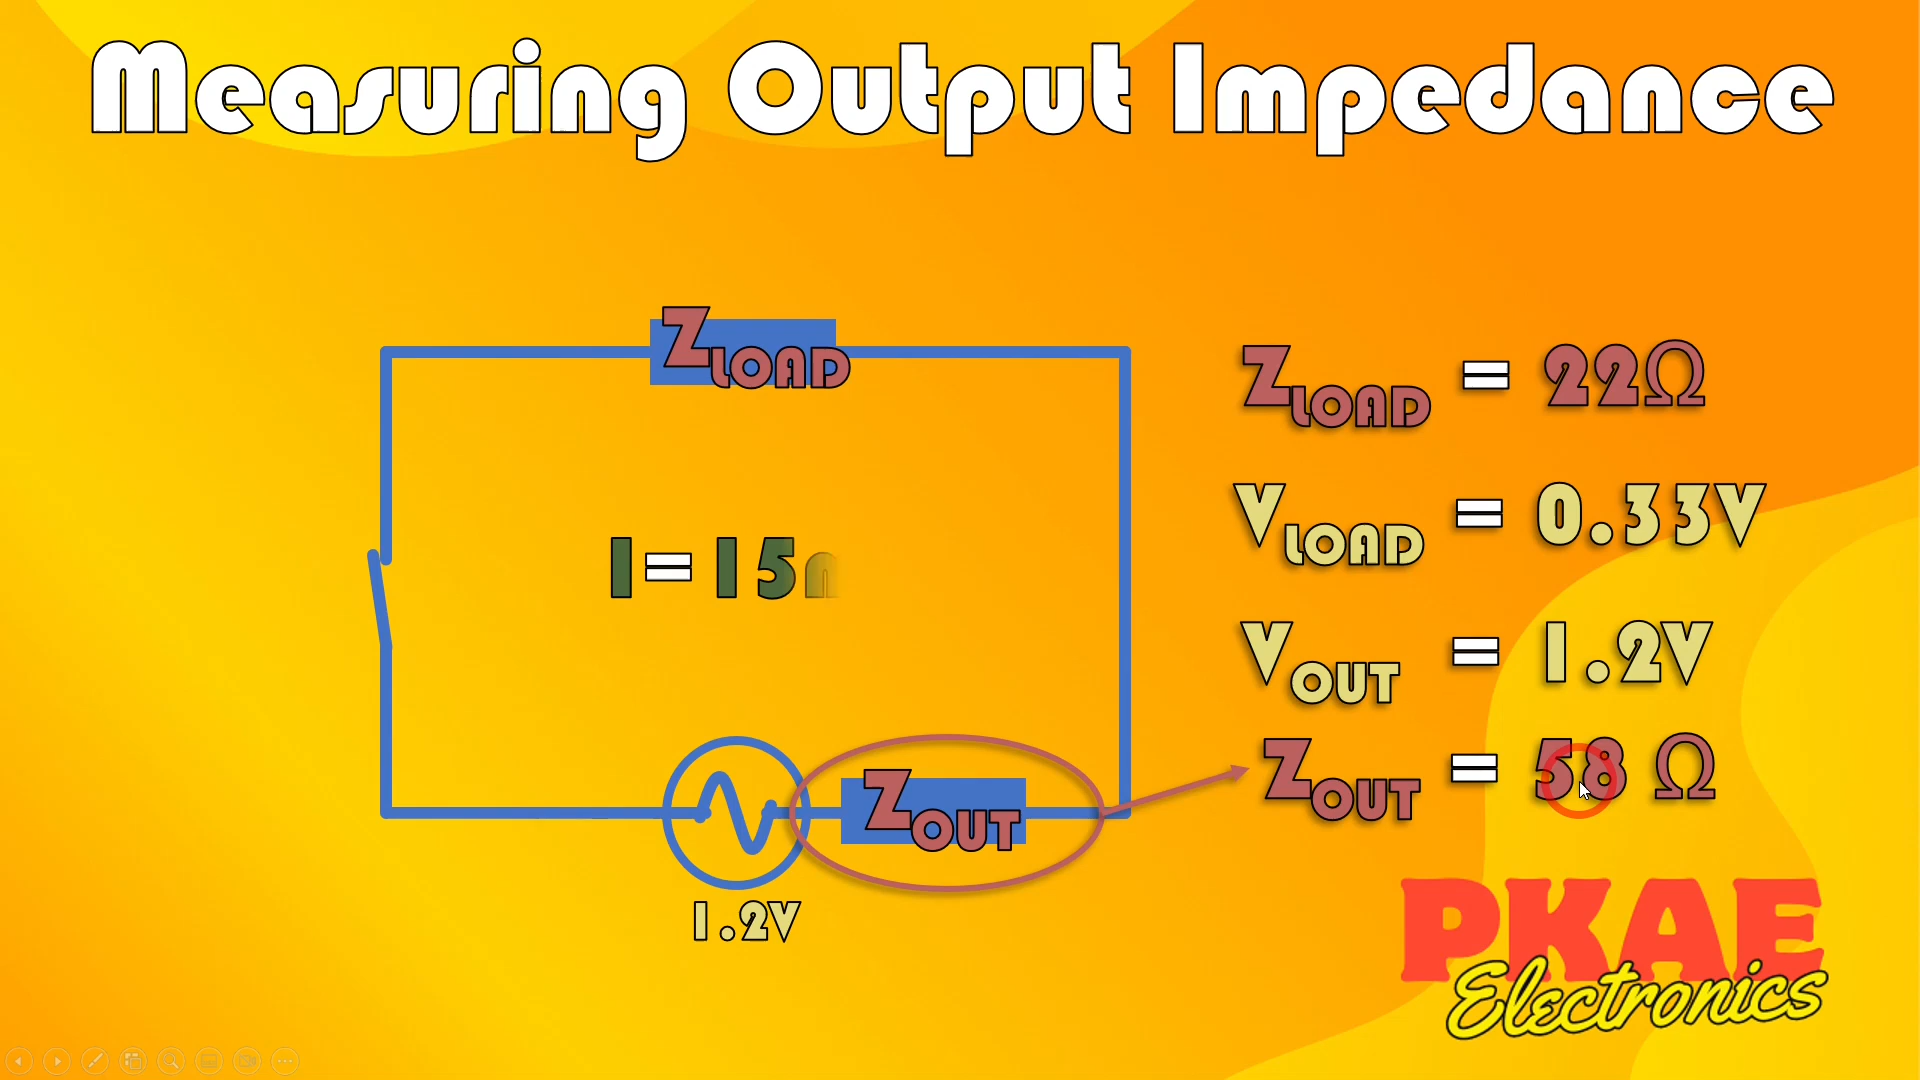 Measuring Output Impedance
ZLOAD
ZLOAD = 22Ω
VLOAD = 0.33V
I=15m
VOUT = 1.2V
ZOUT = 58 Ω
ZOUT
1.2V
PKAE
Electronics